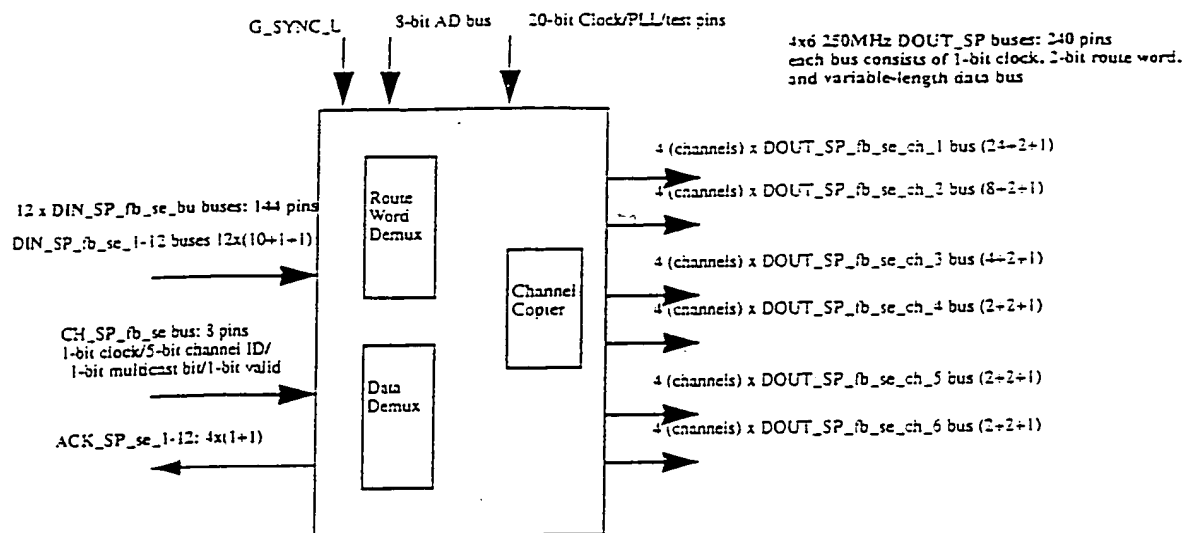 G_SYNC_L
8-bit AD bus
20-bit Clock/PLL/test pins
4x6 250MHz DOUT_SP buses: 240 pins
each bus consists of 1-bit clock, 2-bit route word,
and variable-length data bus
4 (channels) x DOUT_SP_fb_se_ch_1 bus (24+2+1)
4 (channels) x DOUT_SP_fb_se_ch_2 bus (8+2+1)
Route
Word
Demux
12 x DIN_SP_fb_se_bu buses: 144 pins
DIN_SP_fb_se_1-12 buses 12x(10+1+1)
4 (channels) x DOUT_SP_fb_se_ch_3 bus (4+2+1)
Channel
Copier
4 (channels) x DOUT_SP_fb_se_ch_4 bus (2+2+1)
CH_SP_fb_se bus: 8 pins
1-bit clock/5-bit channel ID/
1-bit multicast bit/1-bit valid
Data
Demux
4 (channels) x DOUT_SP_fb_se_ch_5 bus (2+2+1)
4 (channels) x DOUT_SP_fb_se_ch_6 bus (2+2+1)
ACK_SP_se_1-12: 4x(1+1)